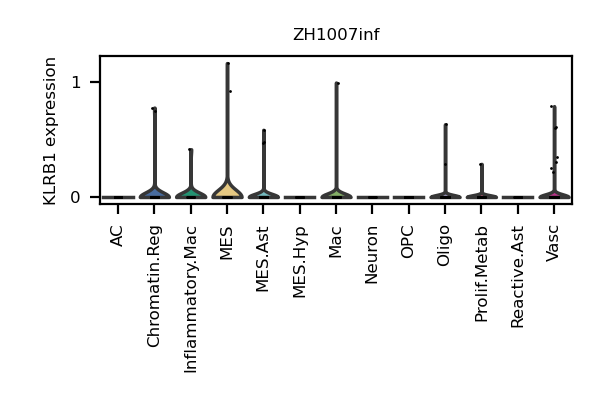 ZH1007inf
KLRB1 expression
1
0
AC
Chromatin.Reg
Inflammatory.Mac
MES
MES.Ast
MES.Hyp
Mac
Neuron
OPC
Oligo
Prolif.Metab
Reactive.Ast
Vasc